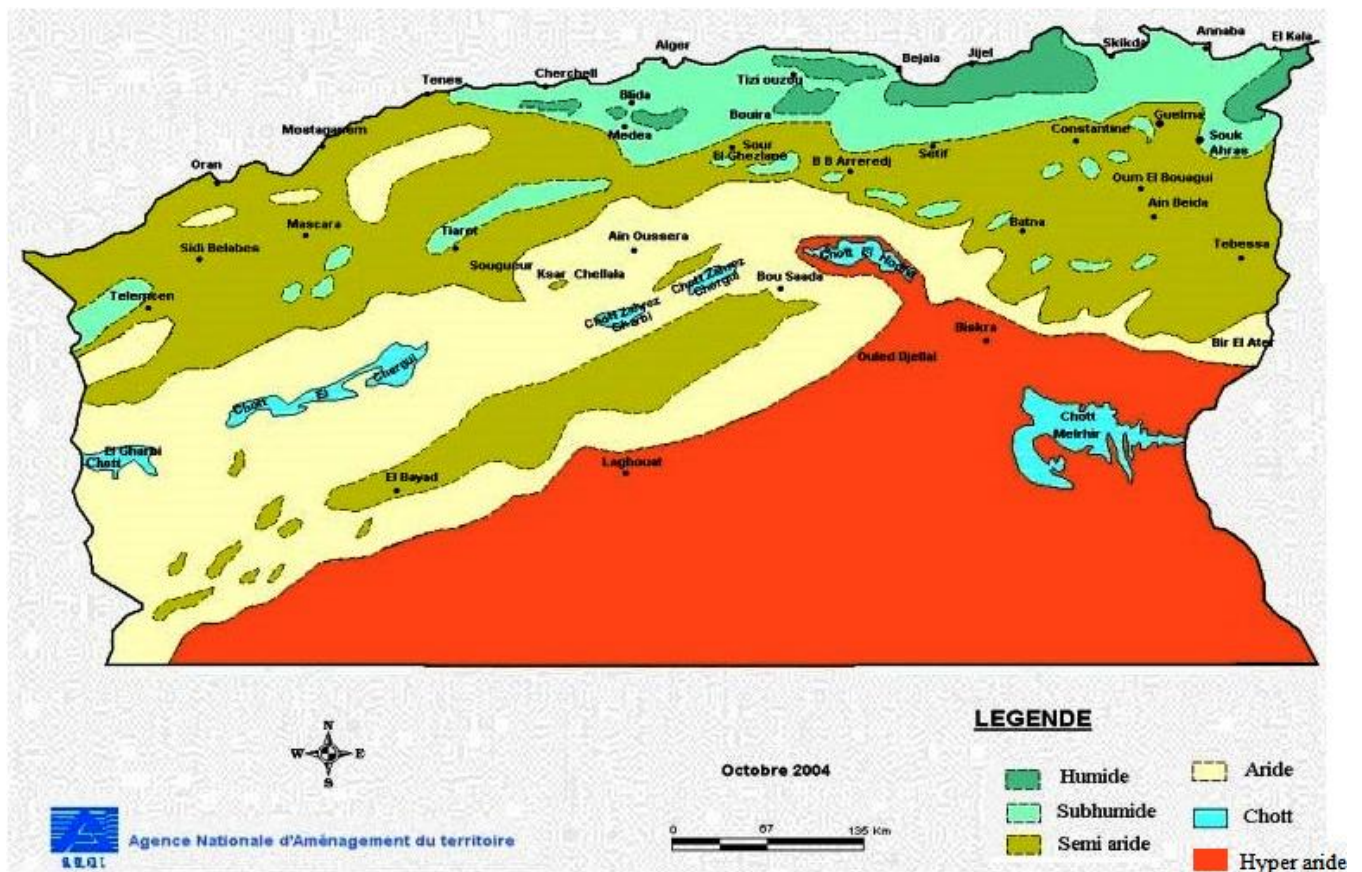 El Kala
Annaba
Skikda
Jijel
Bejaia
Alger
Cherchell
Tenes
Tizi ouzou
Blida
Bouira
Medea
Mostaganem
Guelma
Constantine
Souk
Ahras
Sour
El Ghezlane
Setif
B B Arreredj
Oran
Oum El Bouagui
Ain Beida
Mascara
Batna
Tiaret
Ain Oussera
Sidi Belabes
Tebessa
Sougueur
Ksar Chellala
Chott El Hodna
Chott Zahrez
Chergui
Bou Saada
Telemcen
Chott Zahrez
Gharbi
Biskra
Bir El Ater
Ouled Djellal
Chott El Chergui
Chott
Melrhir
El Gharbi
Chott
Laghouat
El Bayad
N
W E
S
Octobre 2004
LEGENDE
Humide
Subhumide
Semi aride
Aride
Chott
Hyper aride
0 67 135 Km
Agence Nationale d'Aménagement du territoire